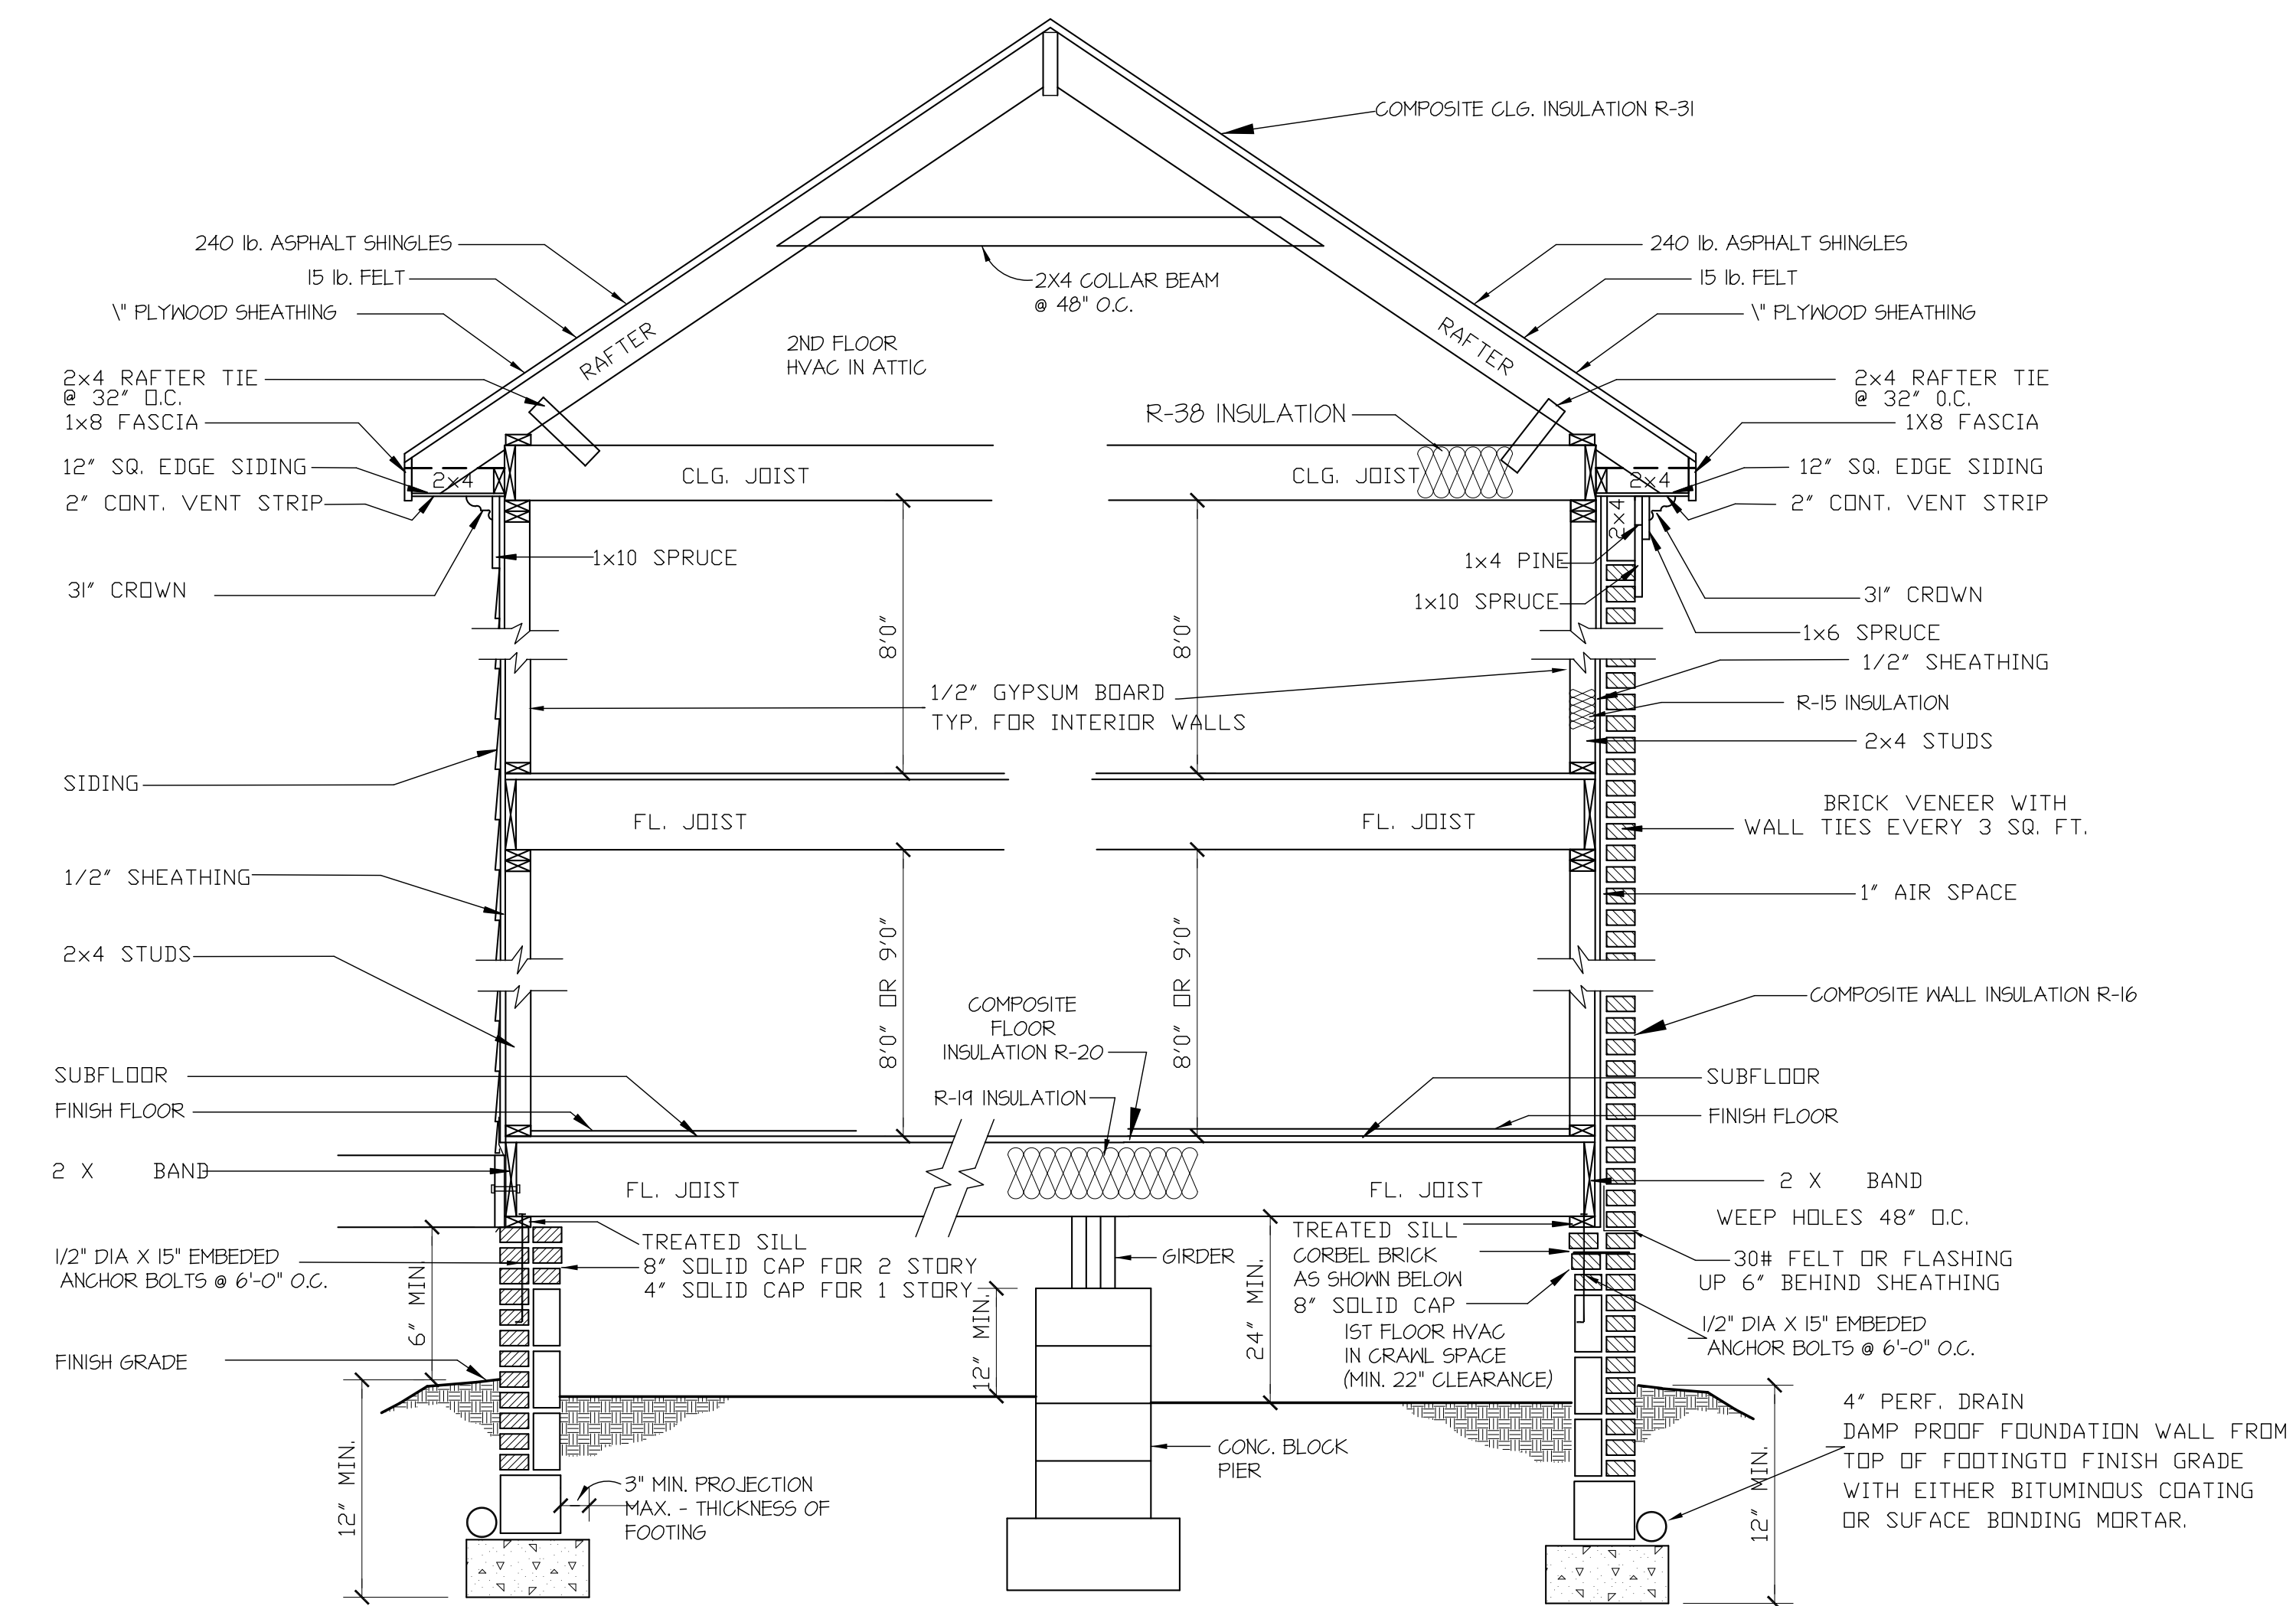 COMPOSITE CLG. INSULATION R-31
240 lb. ASPHALT SHINGLES
15 lb. FELT
\" PLYWOOD SHEATHING
2x4 RAFTER TIE
@ 32" O.C.
1x8 FASCIA
12" SQ. EDGE SIDING
2" CONT. VENT STRIP
31" CROWN
SIDING
1/2" SHEATHING
2x4 STUDS
SUBFLOOR
FINISH FLOOR
2 X BAND
1/2" DIA X 15" EMBEDED
ANCHOR BOLTS @ 6'-0" O.C.
FINISH GRADE
12" MIN.
6" MIN.
RAFTER
2x4
1x10 SPRUCE
2X4 COLLAR BEAM
@ 48" O.C.
2ND FLOOR
HVAC IN ATTIC
R-38 INSULATION
CLG. JOIST
CLG. JOIST
8'0"
8'0"
1/2" GYPSUM BOARD
TYP. FOR INTERIOR WALLS
FL. JOIST
FL. JOIST
8'0" OR 9'0"
8'0" OR 9'0"
COMPOSITE
FLOOR
INSULATION R-20
R-19 INSULATION
FL. JOIST
FL. JOIST
TREATED SILL
8" SOLID CAP FOR 2 STORY
4" SOLID CAP FOR 1 STORY
12" MIN.
GIRDER
24" MIN.
TREATED SILL
CORBEL BRICK
AS SHOWN BELOW
8" SOLID CAP
1ST FLOOR HVAC
IN CRAWL SPACE
(MIN. 22" CLEARANCE)
CONC. BLOCK
PIER
3" MIN. PROJECTION
MAX. - THICKNESS OF
FOOTING
RAFTER
240 lb. ASPHALT SHINGLES
15 lb. FELT
\" PLYWOOD SHEATHING
2x4 RAFTER TIE
@ 32" O.C.
1X8 FASCIA
12" SQ. EDGE SIDING
2x4
2" CONT. VENT STRIP
2x4
1x4 PINE
1x10 SPRUCE
31" CROWN
1x6 SPRUCE
1/2" SHEATHING
R-15 INSULATION
2x4 STUDS
BRICK VENEER WITH
WALL TIES EVERY 3 SQ. FT.
1" AIR SPACE
COMPOSITE WALL INSULATION R-16
SUBFLOOR
FINISH FLOOR
2 X BAND
WEEP HOLES 48" O.C.
30# FELT OR FLASHING
UP 6" BEHIND SHEATHING
1/2" DIA X 15" EMBEDED
ANCHOR BOLTS @ 6'-0" O.C.
12" MIN.
4" PERF. DRAIN
DAMP PROOF FOUNDATION WALL FROM
TOP OF FOOTINGTO FINISH GRADE
WITH EITHER BITUMINOUS COATING
OR SUFACE BONDING MORTAR.